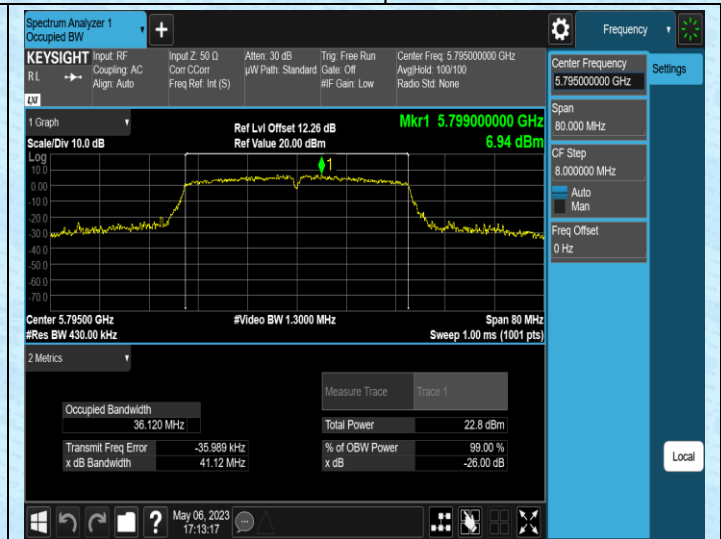 Spectrum Analyzer 1
Occupied BW
+
Frequency
KEYSIGHT
R L
LXI
Input: RF
Coupling: AC
Align: Auto
Input Z: 50 Ω
Corr CCorr
Freq Ref: Int (S)
Atten: 30 dB
µW Path: Standard
Trig: Free Run
Gate: Off
#IF Gain: Low
Center Freq: 5.795000000 GHz
Avg|Hold: 100/100
Radio Std: None
Center Frequency
5.795000000 GHz
Settings
Span
80.000 MHz
CF Step
8.000000 MHz
Auto
Man
Freq Offset
0 Hz
1 Graph
Scale/Div 10.0 dB
Ref Lvl Offset 12.26 dB
Ref Value 20.00 dBm
Mkr1 5.799000000 GHz
6.94 dBm
Log
10.0
0.00
-10.0
-20.0
-30.0
-40.0
-50.0
-60.0
-70.0
1
Center 5.79500 GHz
#Video BW 1.3000 MHz
Span 80 MHz
#Res BW 430.00 kHz
Sweep 1.00 ms (1001 pts)
2 Metrics
Measure Trace
Trace 1
Occupied Bandwidth
36.120 MHz
Total Power
22.8 dBm
Transmit Freq Error
-35.989 kHz
% of OBW Power
99.00 %
x dB Bandwidth
41.12 MHz
x dB
-26.00 dB
Local
?
May 06, 2023
17:13:17